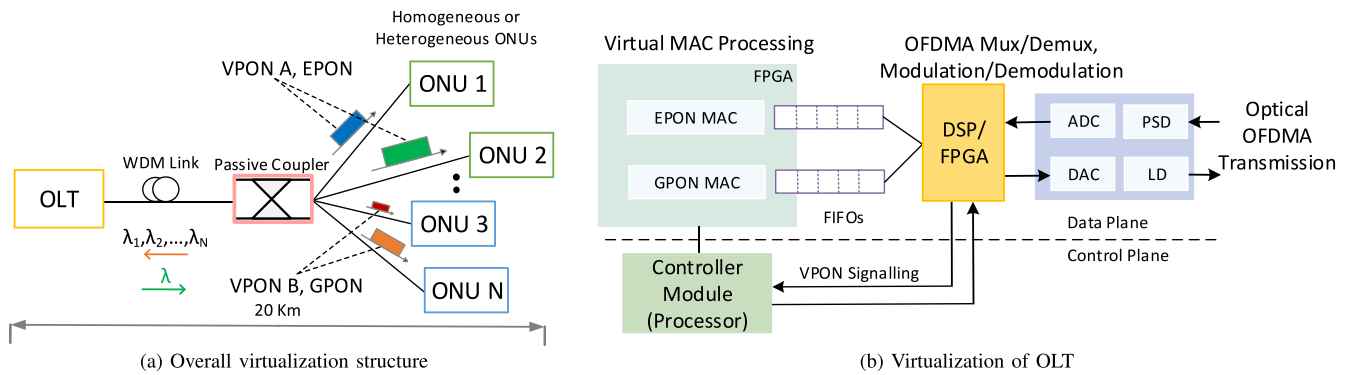 Homogeneous or
Heterogeneous ONUs
VPON A, EPON
ONU 1
WDM Link
Passive Coupler
ONU 2
OLT
ONU 3
λ1,λ2,...,λN
λ
VPON B, GPON
ONU N
20 Km
(a) Overall virtualization structure
Virtual MAC Processing
OFDMA Mux/Demux,
Modulation/Demodulation
FPGA
EPON MAC
GPON MAC
FIFOs
DSP/
FPGA
ADC
PSD
DAC
LD
Optical
OFDMA
Transmission
Data Plane
Control Plane
Controller
Module
(Processor)
VPON Signalling
(b) Virtualization of OLT